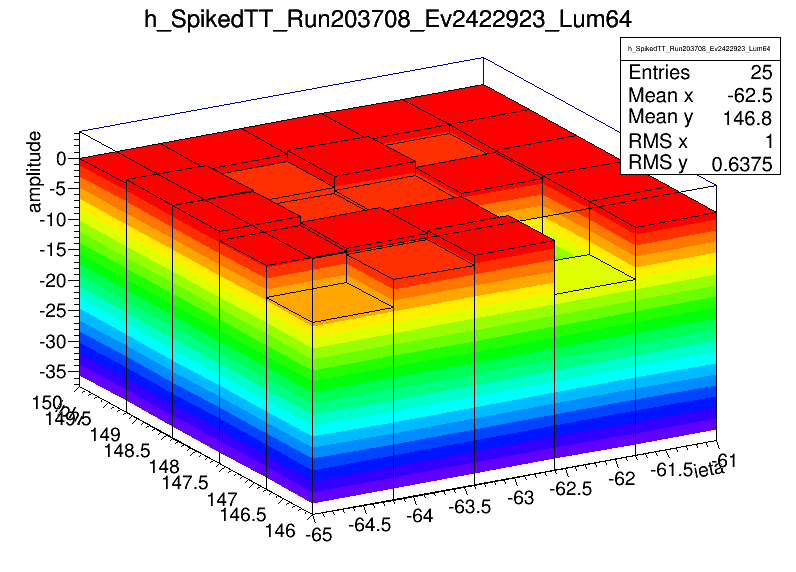 h_SpikedTT_Run203708_Ev2422923_Lum64
h_SpikedTT_Run203708_Ev2422923_Lum64
Entries 25
Mean x -62.5
Mean y 146.8
RMS x 1
RMS y 0.6375
amplitude
0
-5
-10
-15
-20
-25
-30
-35
150
149.5
149
148.5
148
147.5
147
146.5
146
-65
-64.5
-64
-63.5
-63
-62.5
-62
-61.5
-61
ieta